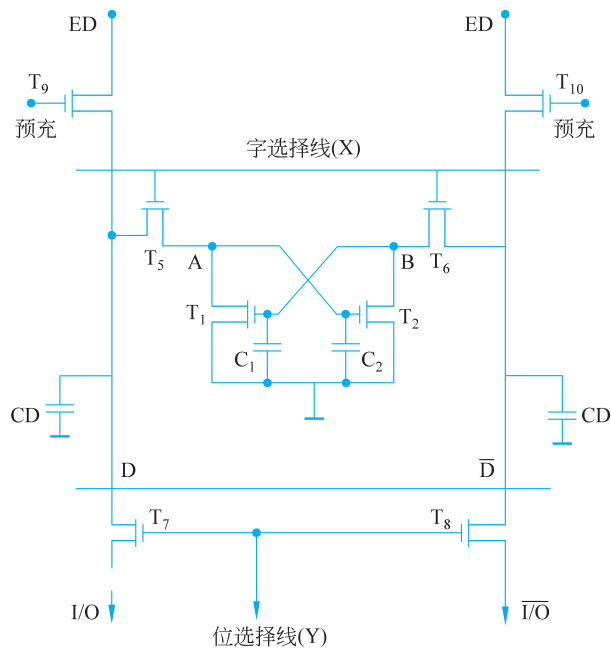 ED
ED
T₉
T₁₀
预充
预充
字选择线(X)
T₅
A
B
T₆
T₁
T₂
C₁
C₂
CD
CD
D
D̅
T₇
T₈
I/O
I̅/̅O̅
位选择线(Y)